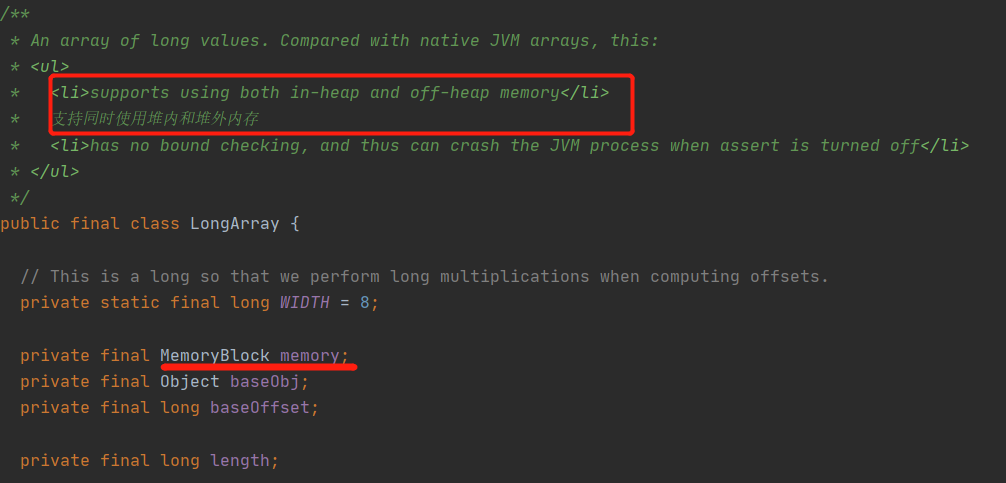 /**
 * An array of long values. Compared with native JVM arrays, this:
 * <ul>
 *   <li>supports using both in-heap and off-heap memory</li>
 *   支持同时使用堆内和堆外内存
 *   <li>has no bound checking, and thus can crash the JVM process when assert is turned off</li>
 * </ul>
 */
public final class LongArray {
  // This is a long so that we perform long multiplications when computing offsets.
  private static final long WIDTH = 8;
  private final MemoryBlock memory;
  private final Object baseObj;
  private final long baseOffset;
  private final long length;